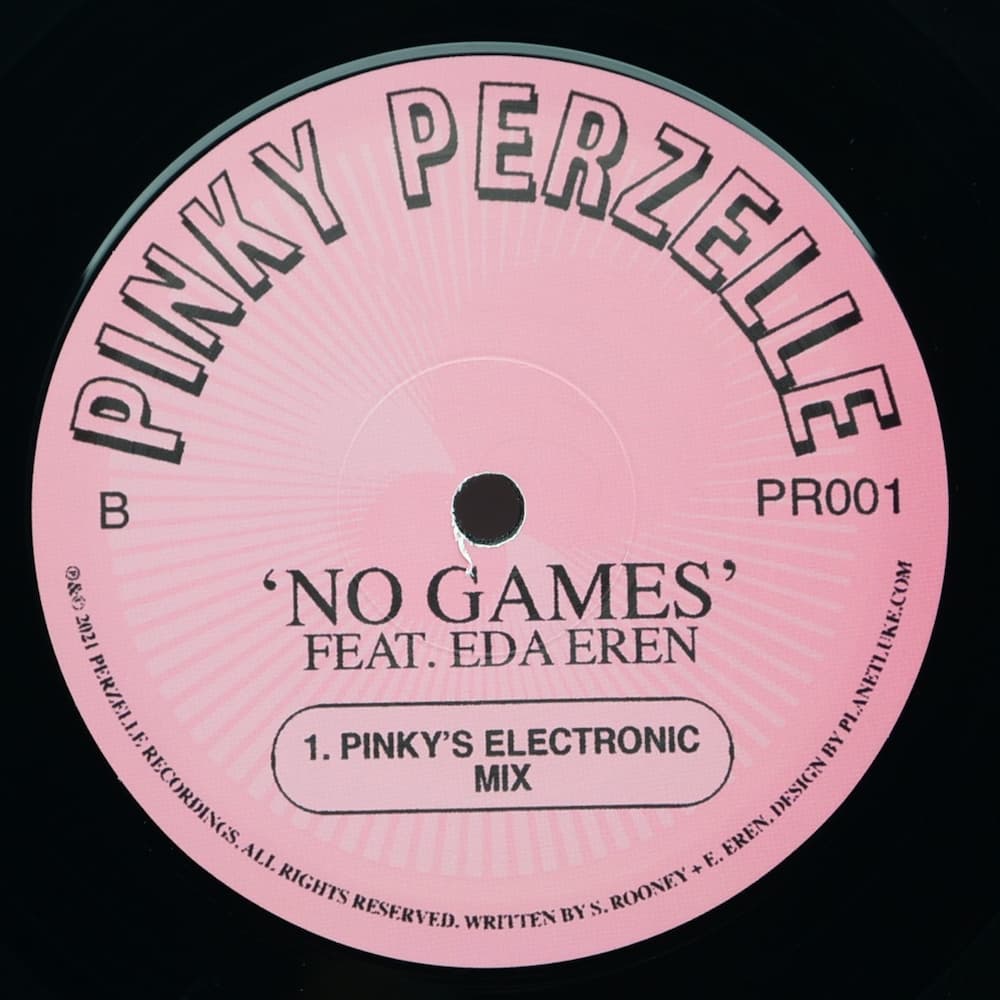 PINKY PERZELLE
B
PR001
‘NO GAMES’
FEAT. EDA EREN
1. PINKY’S ELECTRONIC
MIX
℗&© 2021 PERZELLE RECORDINGS. ALL RIGHTS RESERVED. WRITTEN BY S. ROONEY + E. EREN. DESIGN BY PLANETLUKE.COM